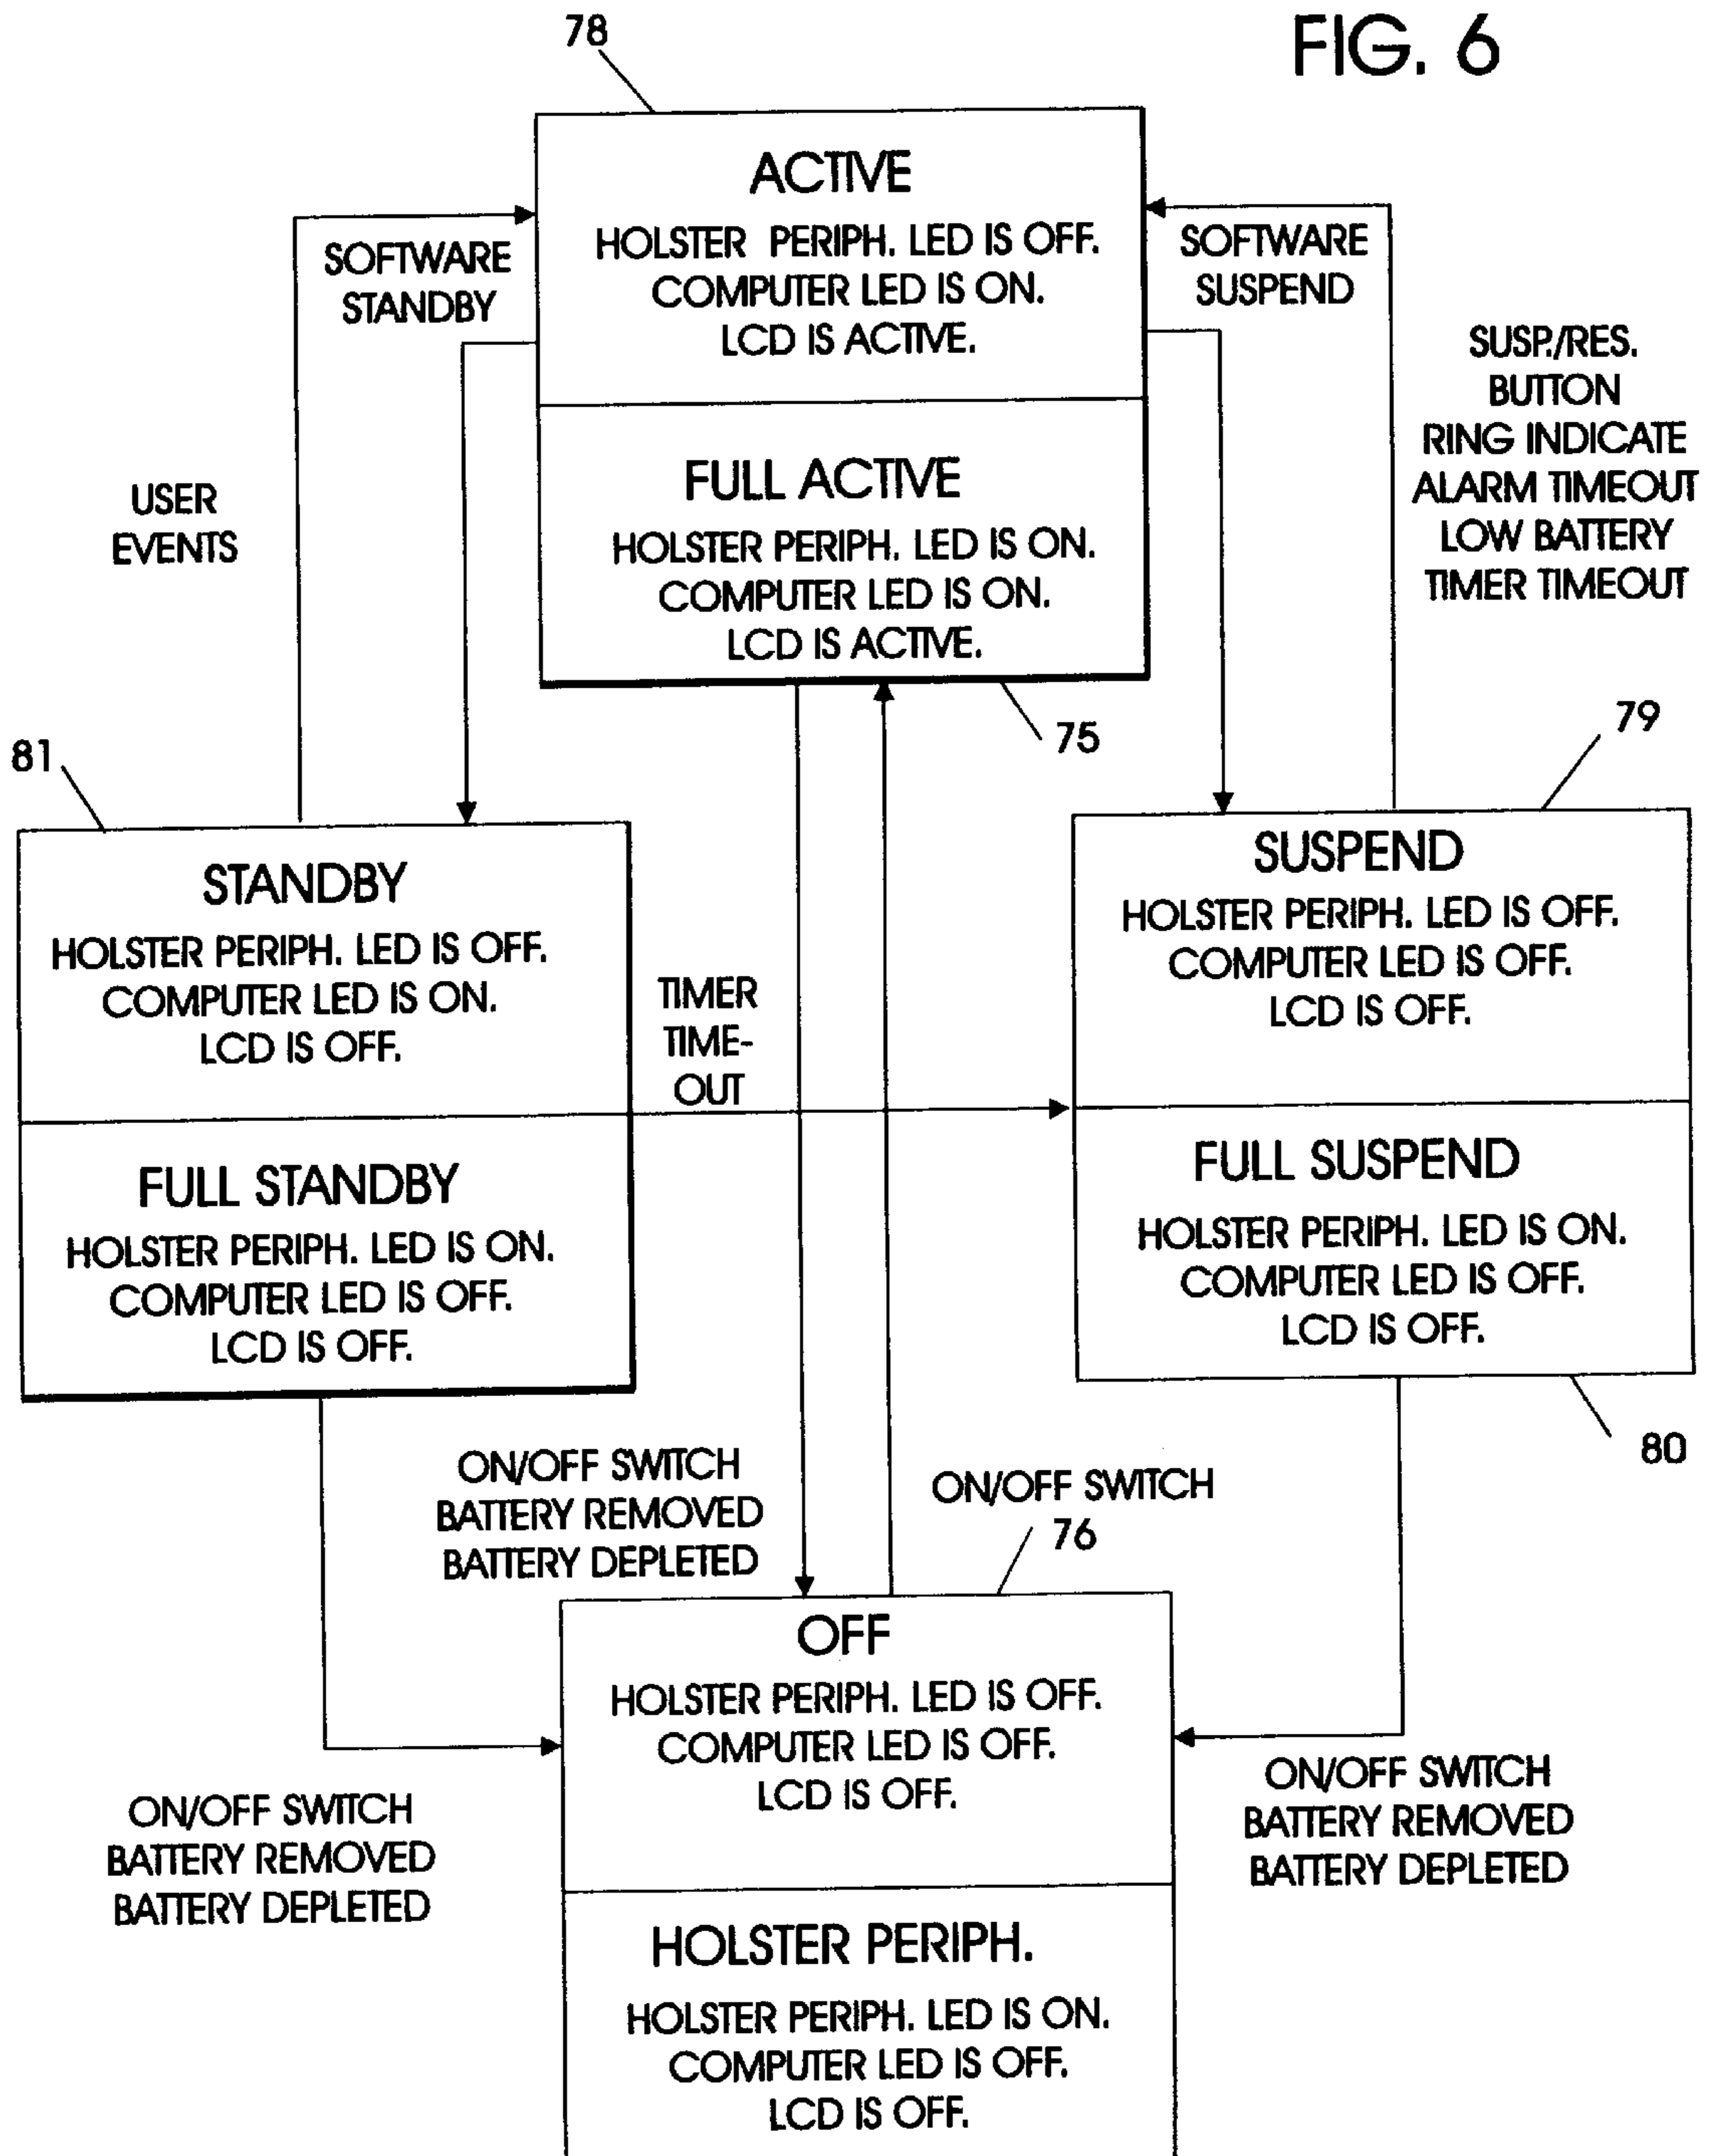 FIG. 6
78
ACTIVE
HOLSTER PERIPH. LED IS OFF.
COMPUTER LED IS ON.
LCD IS ACTIVE.
SOFTWARE
STANDBY
SOFTWARE
SUSPEND
FULL ACTIVE
HOLSTER PERIPH. LED IS ON.
COMPUTER LED IS ON.
LCD IS ACTIVE.
USER
EVENTS
SUSP./RES.
BUTTON
RING INDICATE
ALARM TIMEOUT
LOW BATTERY
TIMER TIMEOUT
75
81
79
STANDBY
HOLSTER PERIPH. LED IS OFF.
COMPUTER LED IS ON.
LCD IS OFF.
TIMER
TIME-
OUT
SUSPEND
HOLSTER PERIPH. LED IS OFF.
COMPUTER LED IS OFF.
LCD IS OFF.
FULL STANDBY
HOLSTER PERIPH. LED IS ON.
COMPUTER LED IS OFF.
LCD IS OFF.
FULL SUSPEND
HOLSTER PERIPH. LED IS ON.
COMPUTER LED IS OFF.
LCD IS OFF.
80
ON/OFF SWITCH
BATTERY REMOVED
BATTERY DEPLETED
ON/OFF SWITCH
76
OFF
HOLSTER PERIPH. LED IS OFF.
COMPUTER LED IS OFF.
LCD IS OFF.
ON/OFF SWITCH
BATTERY REMOVED
BATTERY DEPLETED
ON/OFF SWITCH
BATTERY REMOVED
BATTERY DEPLETED
HOLSTER PERIPH.
HOLSTER PERIPH. LED IS ON.
COMPUTER LED IS OFF.
LCD IS OFF.